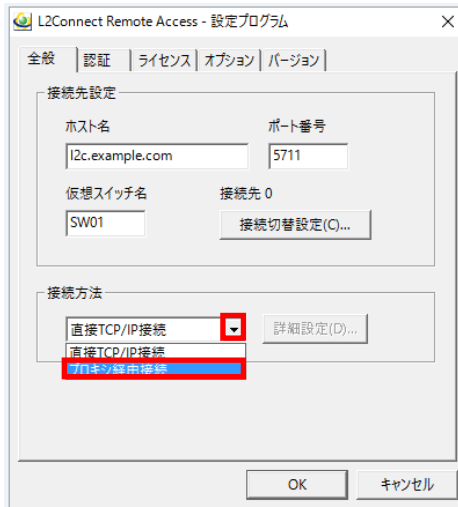 L2Connect Remote Access - 設定プログラム
全般 認証 ライセンス オプション バージョン
接続先設定
ホスト名 ポート番号
l2c.example.com 5711
仮想スイッチ名 接続先 0
SW01 接続切替設定(C)...
接続方法
直接TCP/IP接続 詳細設定(D)...
直接TCP/IP接続
プロキシ経由接続
OK キャンセル